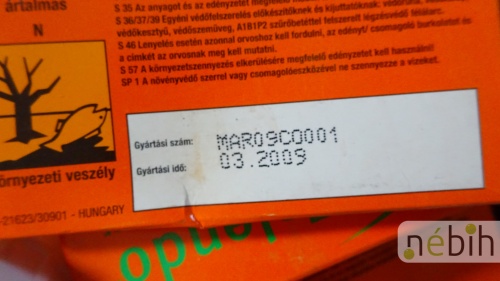 ártalmas
N
S 35 Az anyagot és az edényzetét megfelelő
S 36/37/39 Egyéni védőfelszerelés előkészítőknek és kijuttatóknak: védőruha,
védőkesztyű, védőszemüveg, A1B1P2 szűrőbetéttel felszerelt légzésvédő félálarc.
S 46 Lenyelés esetén azonnal orvoshoz kell fordulni, az edényt/ csomagoló burkolatot és
a címkét az orvosnak meg kell mutatni.
S 57 A környezetszennyezés elkerülésére megfelelő edényzetet kell használni!
SP 1 A növényvédő szerrel vagy csomagolóeszközével ne szennyezze a vizeket.
Gyártási szám: MAR09C0001
Gyártási idő: 03.2009
örnyezeti veszély
-21623/30901 - HUNGARY
nébih